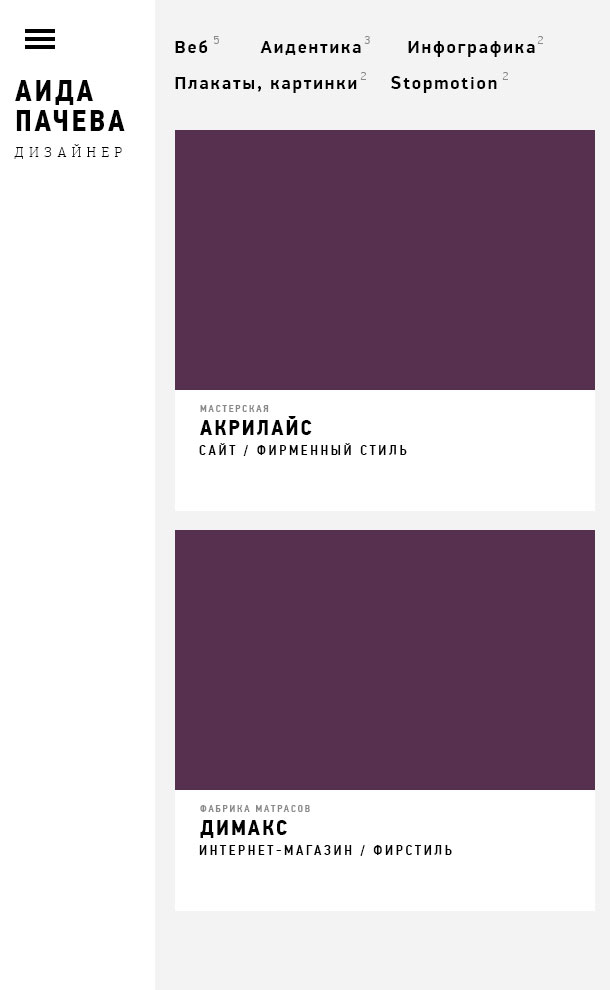 АИДА
ПАЧЕВА
ДИЗАЙНЕР
Веб 5 Аидентика 3 Инфографика 2
Плакаты, картинки 2 Stopmotion 2
МАСТЕРСКАЯ
АКРИЛАЙС
САЙТ / ФИРМЕННЫЙ СТИЛЬ
ФАБРИКА МАТРАСОВ
ДИМАКС
ИНТЕРНЕТ-МАГАЗИН / ФИРСТИЛЬ